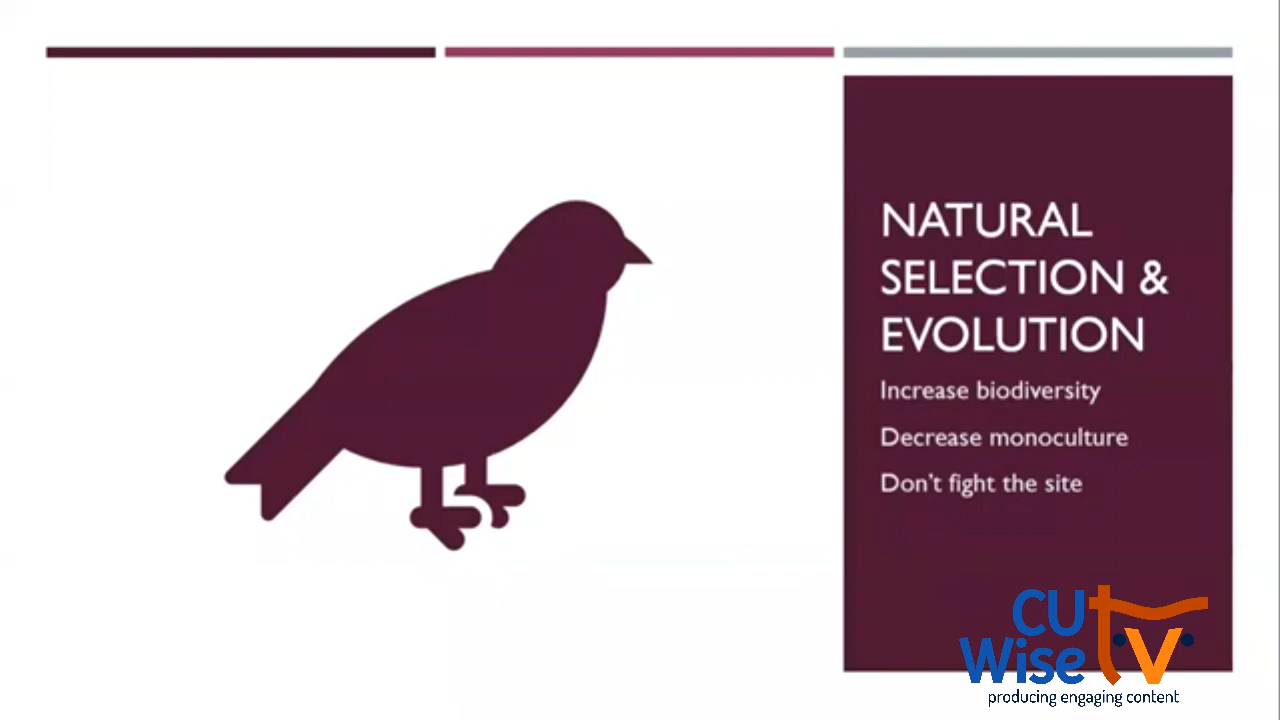 NATURAL
SELECTION &
EVOLUTION
Increase biodiversity
Decrease monoculture
Don't fight the site
CU
Wise tv
producing engaging content